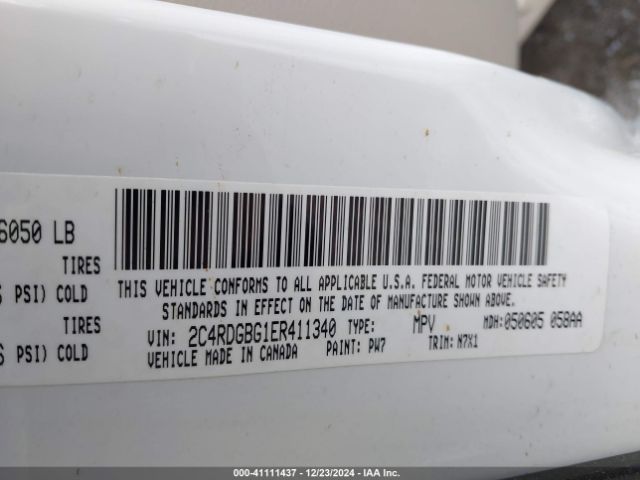 6050 LB
TIRES
PSI) COLD
TIRES
PSI) COLD
THIS VEHICLE CONFORMS TO ALL APPLICABLE U.S.A. FEDERAL MOTOR VEHICLE SAFETY
STANDARDS IN EFFECT ON THE DATE OF MANUFACTURE SHOWN ABOVE.
VIN: 2C4RDGBG1ER411340 TYPE: MPV MDH:050605 058AA
VEHICLE MADE IN CANADA PAINT: PW7 TRIM: N7X1
000-41111437 - 12/23/2024 - IAA Inc.